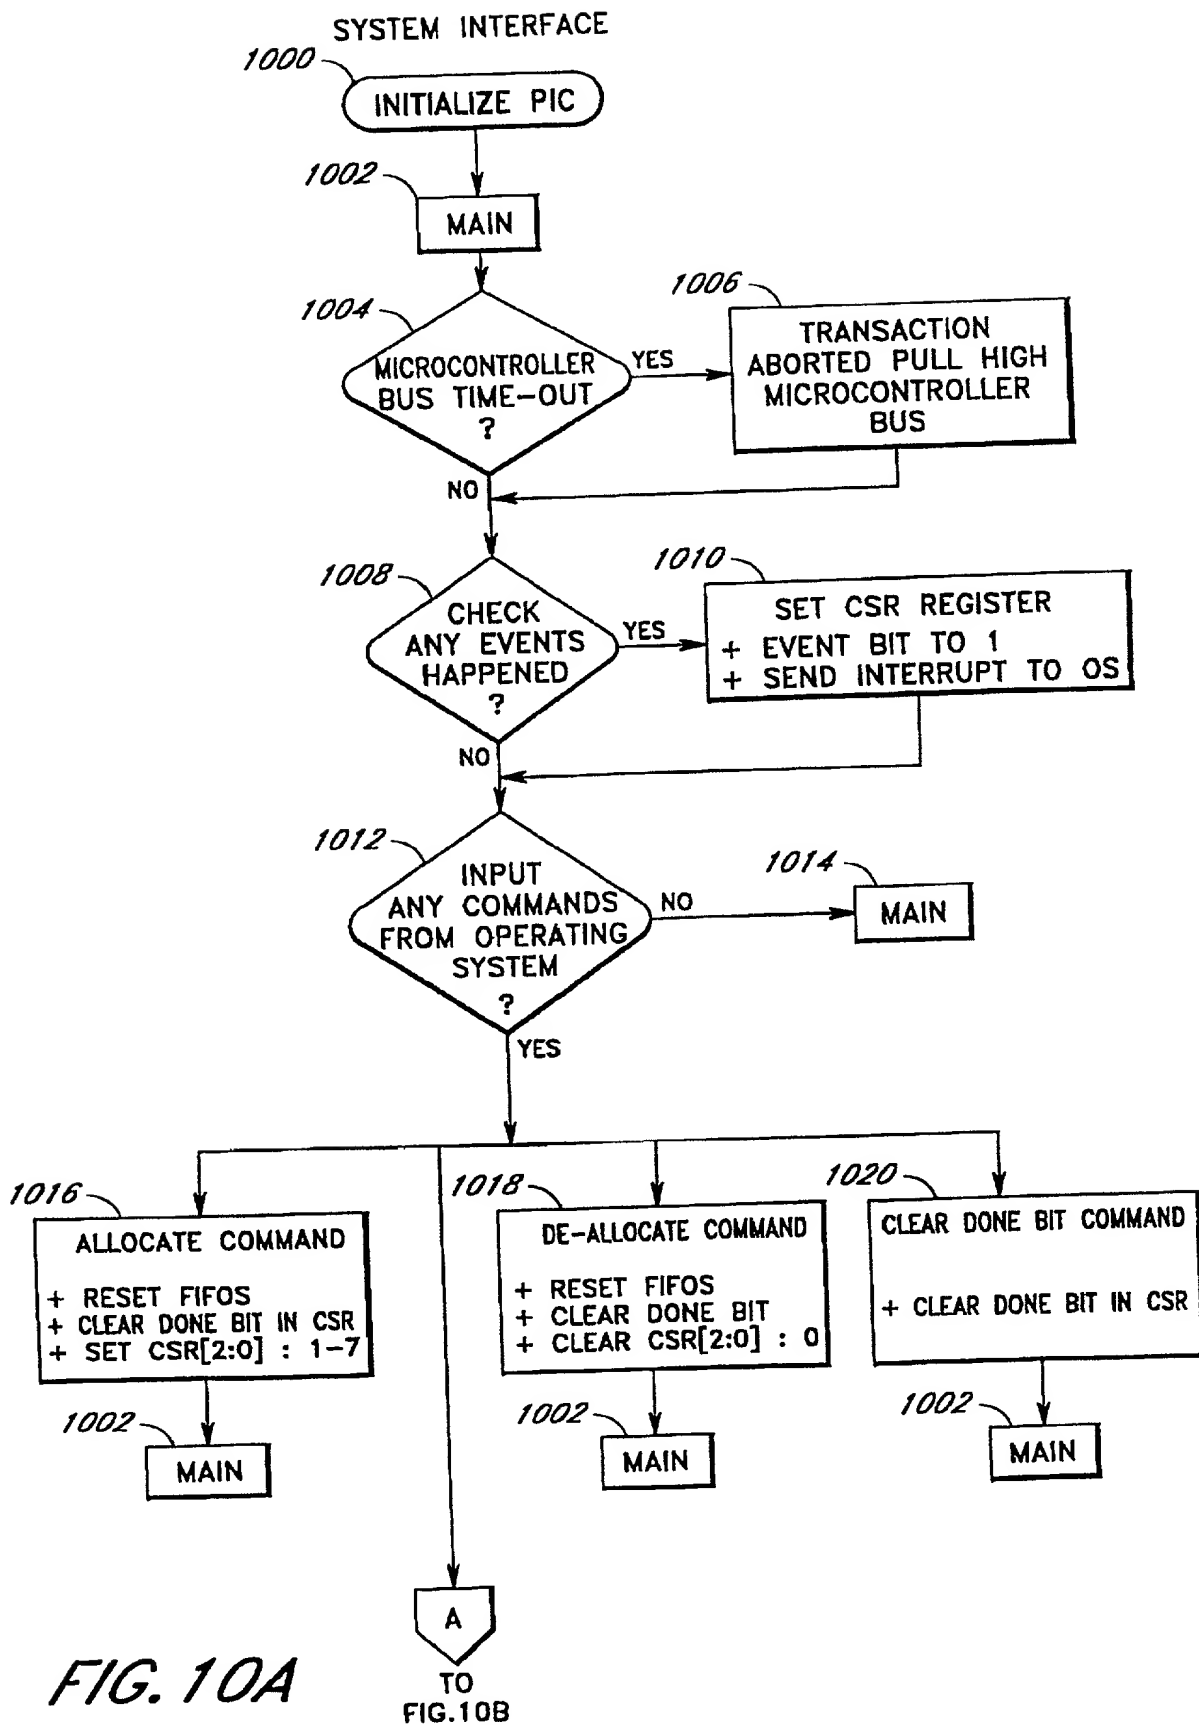 SYSTEM INTERFACE
1000
INITIALIZE PIC
1002
MAIN
1004
MICROCONTROLLER
BUS TIME-OUT
?
YES
1006
TRANSACTION
ABORTED PULL HIGH
MICROCONTROLLER
BUS
NO
1008
CHECK
ANY EVENTS
HAPPENED
?
YES
1010
SET CSR REGISTER
+ EVENT BIT TO 1
+ SEND INTERRUPT TO OS
NO
1012
INPUT
ANY COMMANDS
FROM OPERATING
SYSTEM
?
NO
1014
MAIN
YES
1016
ALLOCATE COMMAND
+ RESET FIFOS
+ CLEAR DONE BIT IN CSR
+ SET CSR[2:0] : 1-7
1002
MAIN
1018
DE-ALLOCATE COMMAND
+ RESET FIFOS
+ CLEAR DONE BIT
+ CLEAR CSR[2:0] : 0
1002
MAIN
1020
CLEAR DONE BIT COMMAND
+ CLEAR DONE BIT IN CSR
1002
MAIN
A
TO
FIG.10B
FIG. 10A